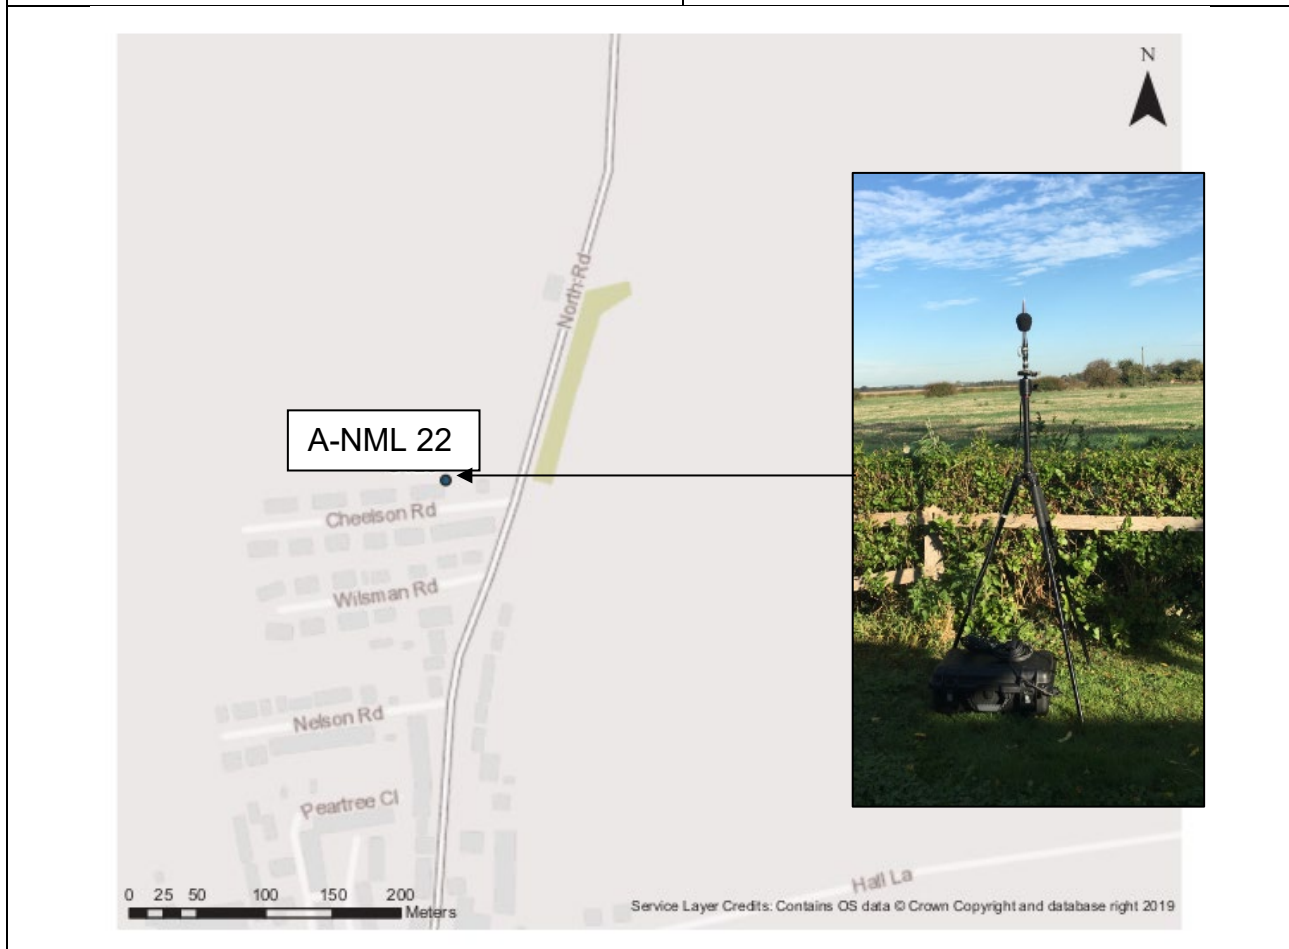 N
North Rd
A-NML 22
Cheelson Rd
Wilsman Rd
Nelson Rd
Peartree Cl
Hall La
0 25 50 100 150 200
Meters
Service Layer Credits: Contains OS data © Crown Copyright and database right 2019